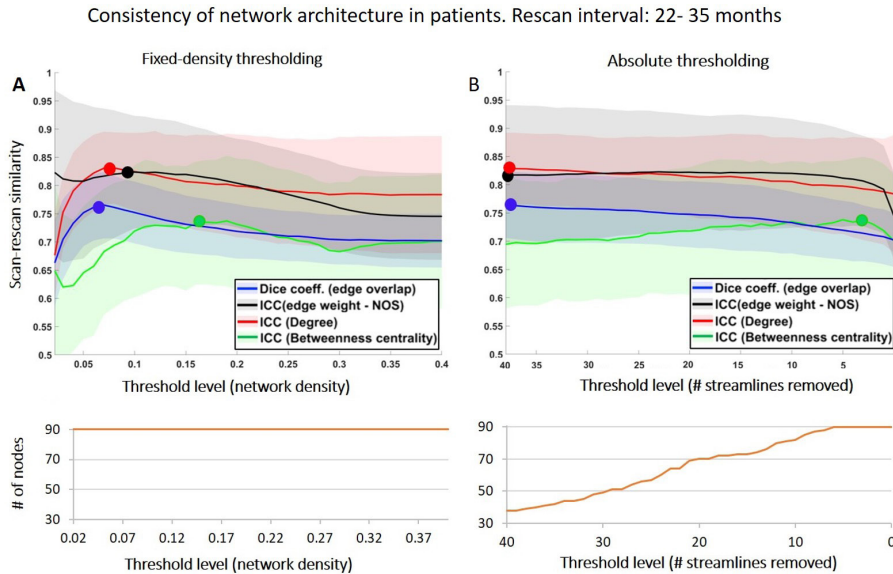 Consistency of network architecture in patients. Rescan interval: 22- 35 months
A
Fixed-density thresholding
Scan-rescan similarity
1
0.95
0.9
0.85
0.8
0.75
0.7
0.65
0.6
0.55
0.5
Dice coeff. (edge overlap)
ICC(edge weight - NOS)
ICC (Degree)
ICC (Betweenness centrality)
0.05 0.1 0.15 0.2 0.25 0.3 0.35 0.4
Threshold level (network density)
B
Absolute thresholding
1
0.95
0.9
0.85
0.8
0.75
0.7
0.65
0.6
0.55
0.5
Dice coeff. (edge overlap)
ICC(edge weight - NOS)
ICC (Degree)
ICC (Betweenness centrality)
40 35 30 25 20 15 10 5
Threshold level (# streamlines removed)
# of nodes
90
70
50
30
0.02 0.07 0.12 0.17 0.22 0.27 0.32 0.37
Threshold level (network density)
90
70
50
30
40 30 20 10 0
Threshold level (# streamlines removed)